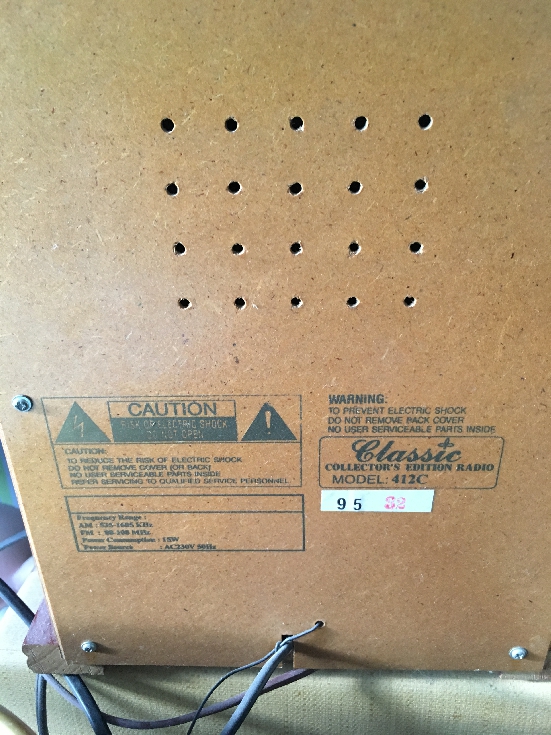 CAUTION
RISK OF ELECTRIC SHOCK
DO NOT OPEN
CAUTION:
TO REDUCE THE RISK OF ELECTRIC SHOCK
DO NOT REMOVE COVER (OR BACK)
NO USER SERVICEABLE PARTS INSIDE
REFER SERVICING TO QUALIFIED SERVICE PERSONNEL
Frequency Range :
AM : 535-1605 KHz
FM : 88-108 MHz
Power Consumption : 15W
Power Source : AC230V 50Hz
WARNING:
TO PREVENT ELECTRIC SHOCK
DO NOT REMOVE BACK COVER
NO USER SERVICEABLE PARTS INSIDE
Classic
COLLECTOR'S EDITION RADIO
MODEL: 412C
95 S2